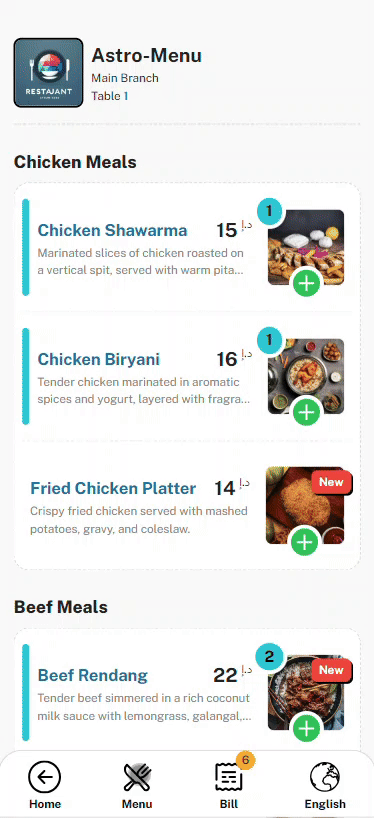 RESTAJANT
Astro-Menu
Main Branch
Table 1
Chicken Meals
1
Chicken Shawarma 15 د.إ
Marinated slices of chicken roasted on
a vertical spit, served with warm pita...
1
Chicken Biryani 16 د.إ
Tender chicken marinated in aromatic
spices and yogurt, layered with fragra...
New
Fried Chicken Platter 14 د.إ
Crispy fried chicken served with mashed
potatoes, gravy, and coleslaw.
Beef Meals
2
New
Beef Rendang 22 د.إ
Tender beef simmered in a rich coconut
milk sauce with lemongrass, galangal,...
6
Home Menu Bill English